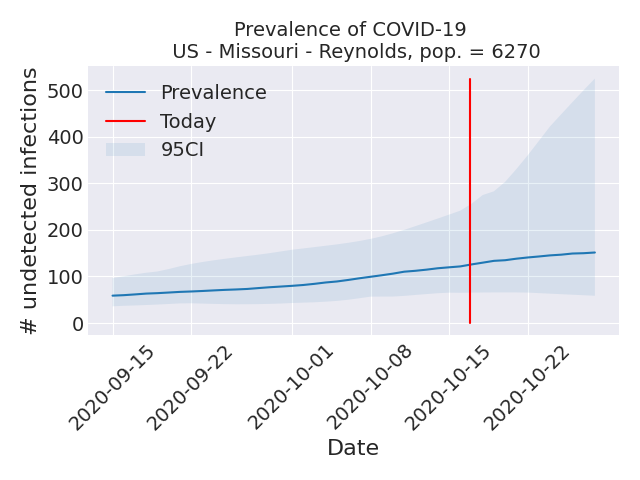 Prevalence of COVID-19
US - Missouri - Reynolds, pop. = 6270
# undetected infections
500
400
300
200
100
0
Prevalence
Today
95CI
2020-09-15
2020-09-22
2020-10-01
2020-10-08
2020-10-15
2020-10-22
Date